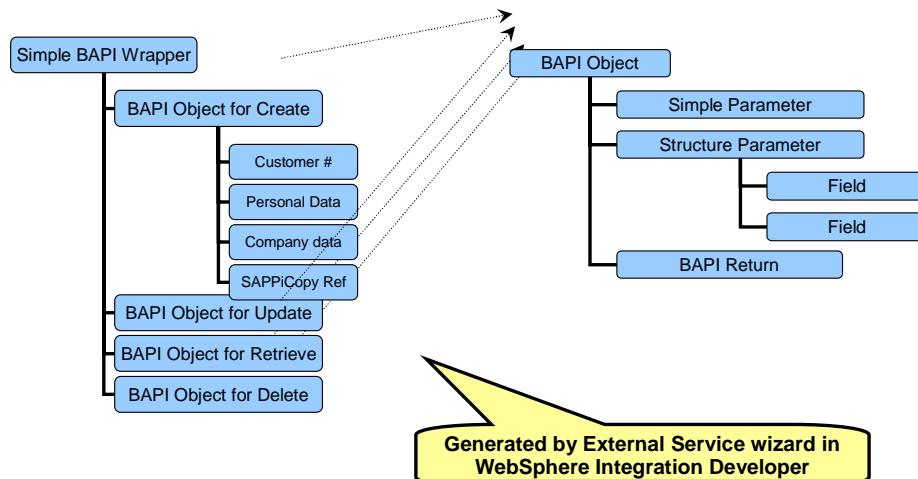 Simple BAPI Wrapper
BAPI Object for Create
Customer #
Personal Data
Company data
SAPPiCopy Ref
BAPI Object for Update
BAPI Object for Retrieve
BAPI Object for Delete
BAPI Object
Simple Parameter
Structure Parameter
Field
Field
BAPI Return
Generated by External Service wizard in
WebSphere Integration Developer